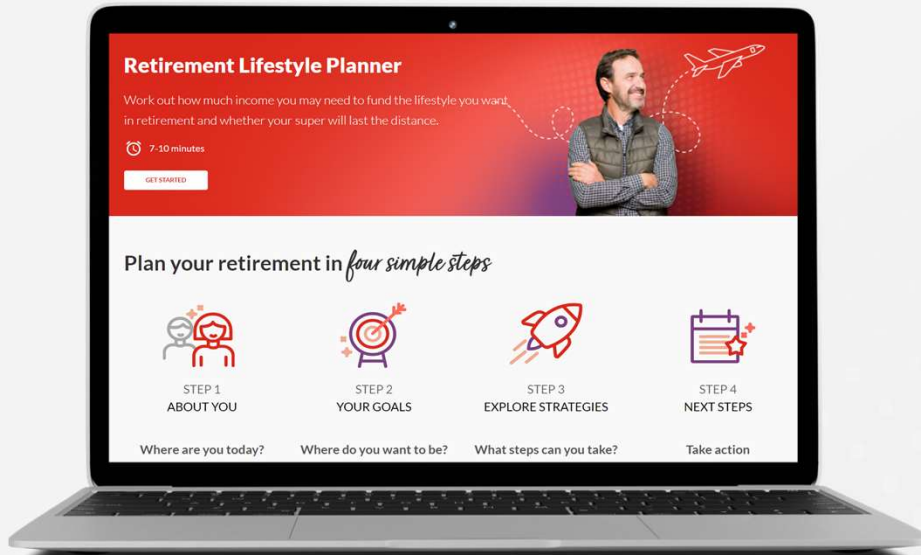 Retirement Lifestyle Planner
Work out how much income you may need to fund the lifestyle you want
in retirement and whether your super will last the distance.
7-10 minutes
GET STARTED
Plan your retirement in four simple steps
STEP 1
ABOUT YOU
Where are you today?
STEP 2
YOUR GOALS
Where do you want to be?
STEP 3
EXPLORE STRATEGIES
What steps can you take?
STEP 4
NEXT STEPS
Take action